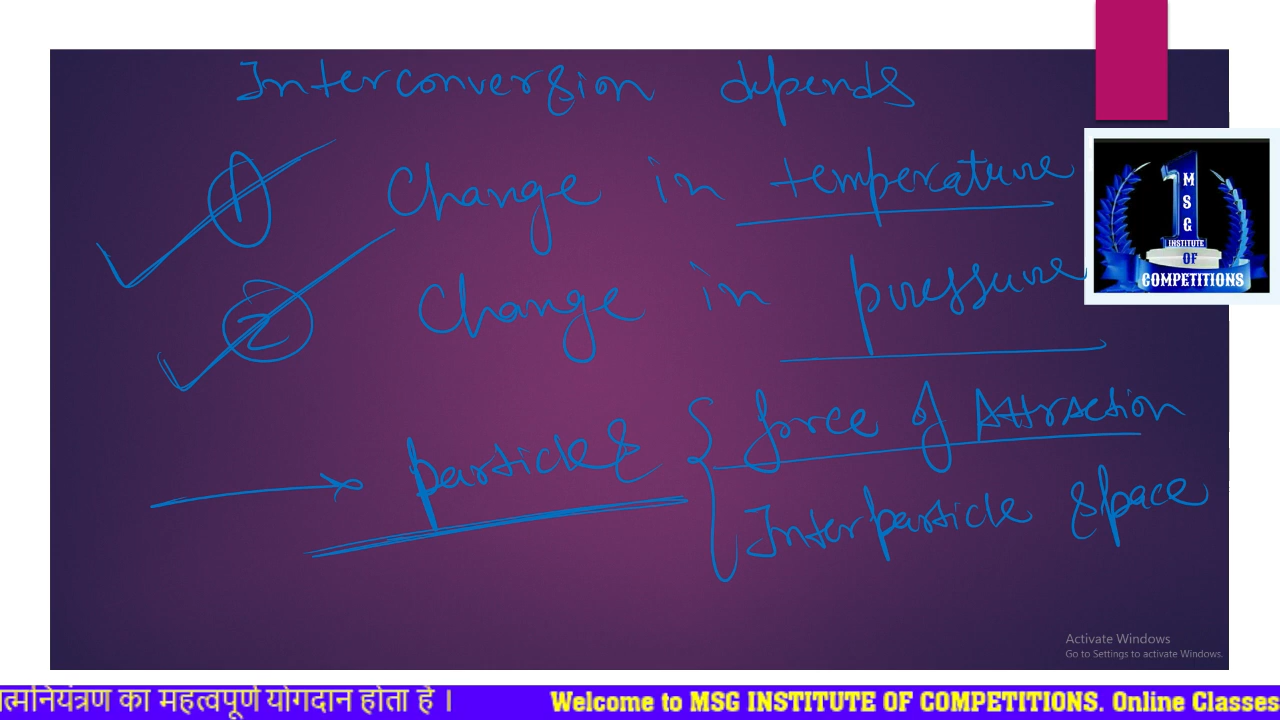 Interconversion depends
1 Change in temperature
2 Change in pressure
→ particles { force of Attraction
Interparticle space
1
M
S
G
INSTITUTE
OF
COMPETITIONS
Activate Windows
Go to Settings to activate Windows.
त्मनियंत्रण का महत्वपूर्ण योगदान होता है । Welcome to MSG INSTITUTE OF COMPETITIONS. Online Classes